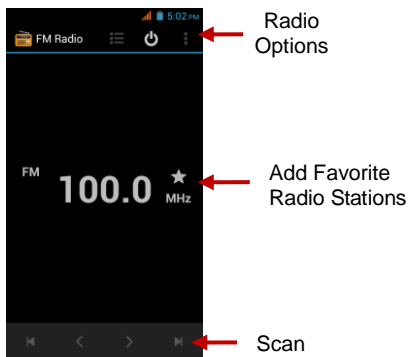 5:02 PM
FM Radio
Radio
Options
FM
100.0
MHz
Add Favorite
Radio Stations
Scan